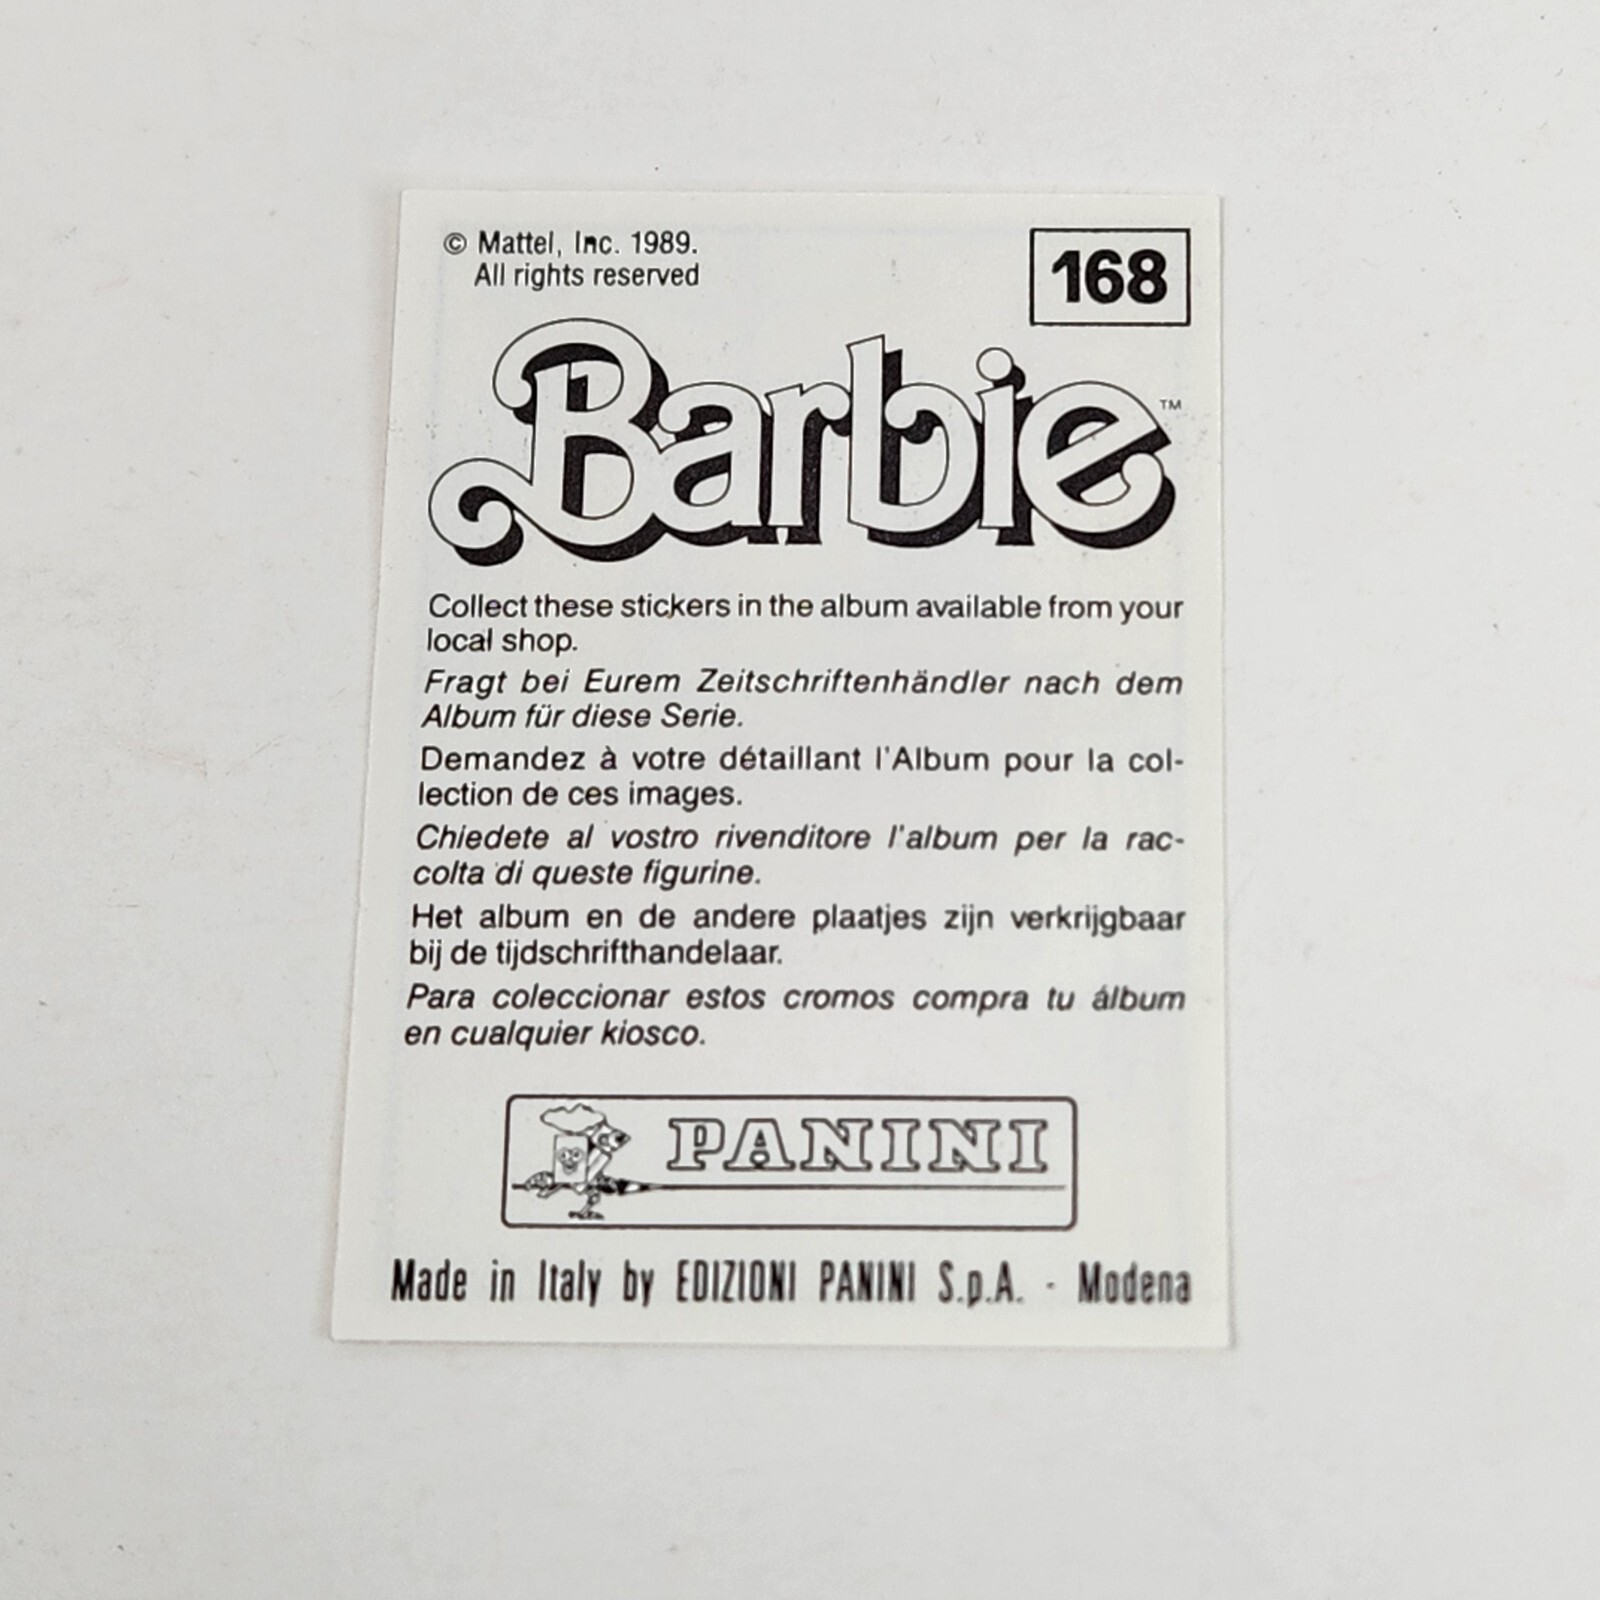 © Mattel, Inc. 1989.
All rights reserved
168
Barbie™
Collect these stickers in the album available from your
local shop.
Fragt bei Eurem Zeitschriftenhändler nach dem
Album für diese Serie.
Demandez à votre détaillant l'Album pour la col-
lection de ces images.
Chiedete al vostro rivenditore l'album per la rac-
colta di queste figurine.
Het album en de andere plaatjes zijn verkrijgbaar
bij de tijdschrifthandelaar.
Para coleccionar estos cromos compra tu álbum
en cualquier kiosco.
PANINI
Made in Italy by EDIZIONI PANINI S.p.A. - Modena